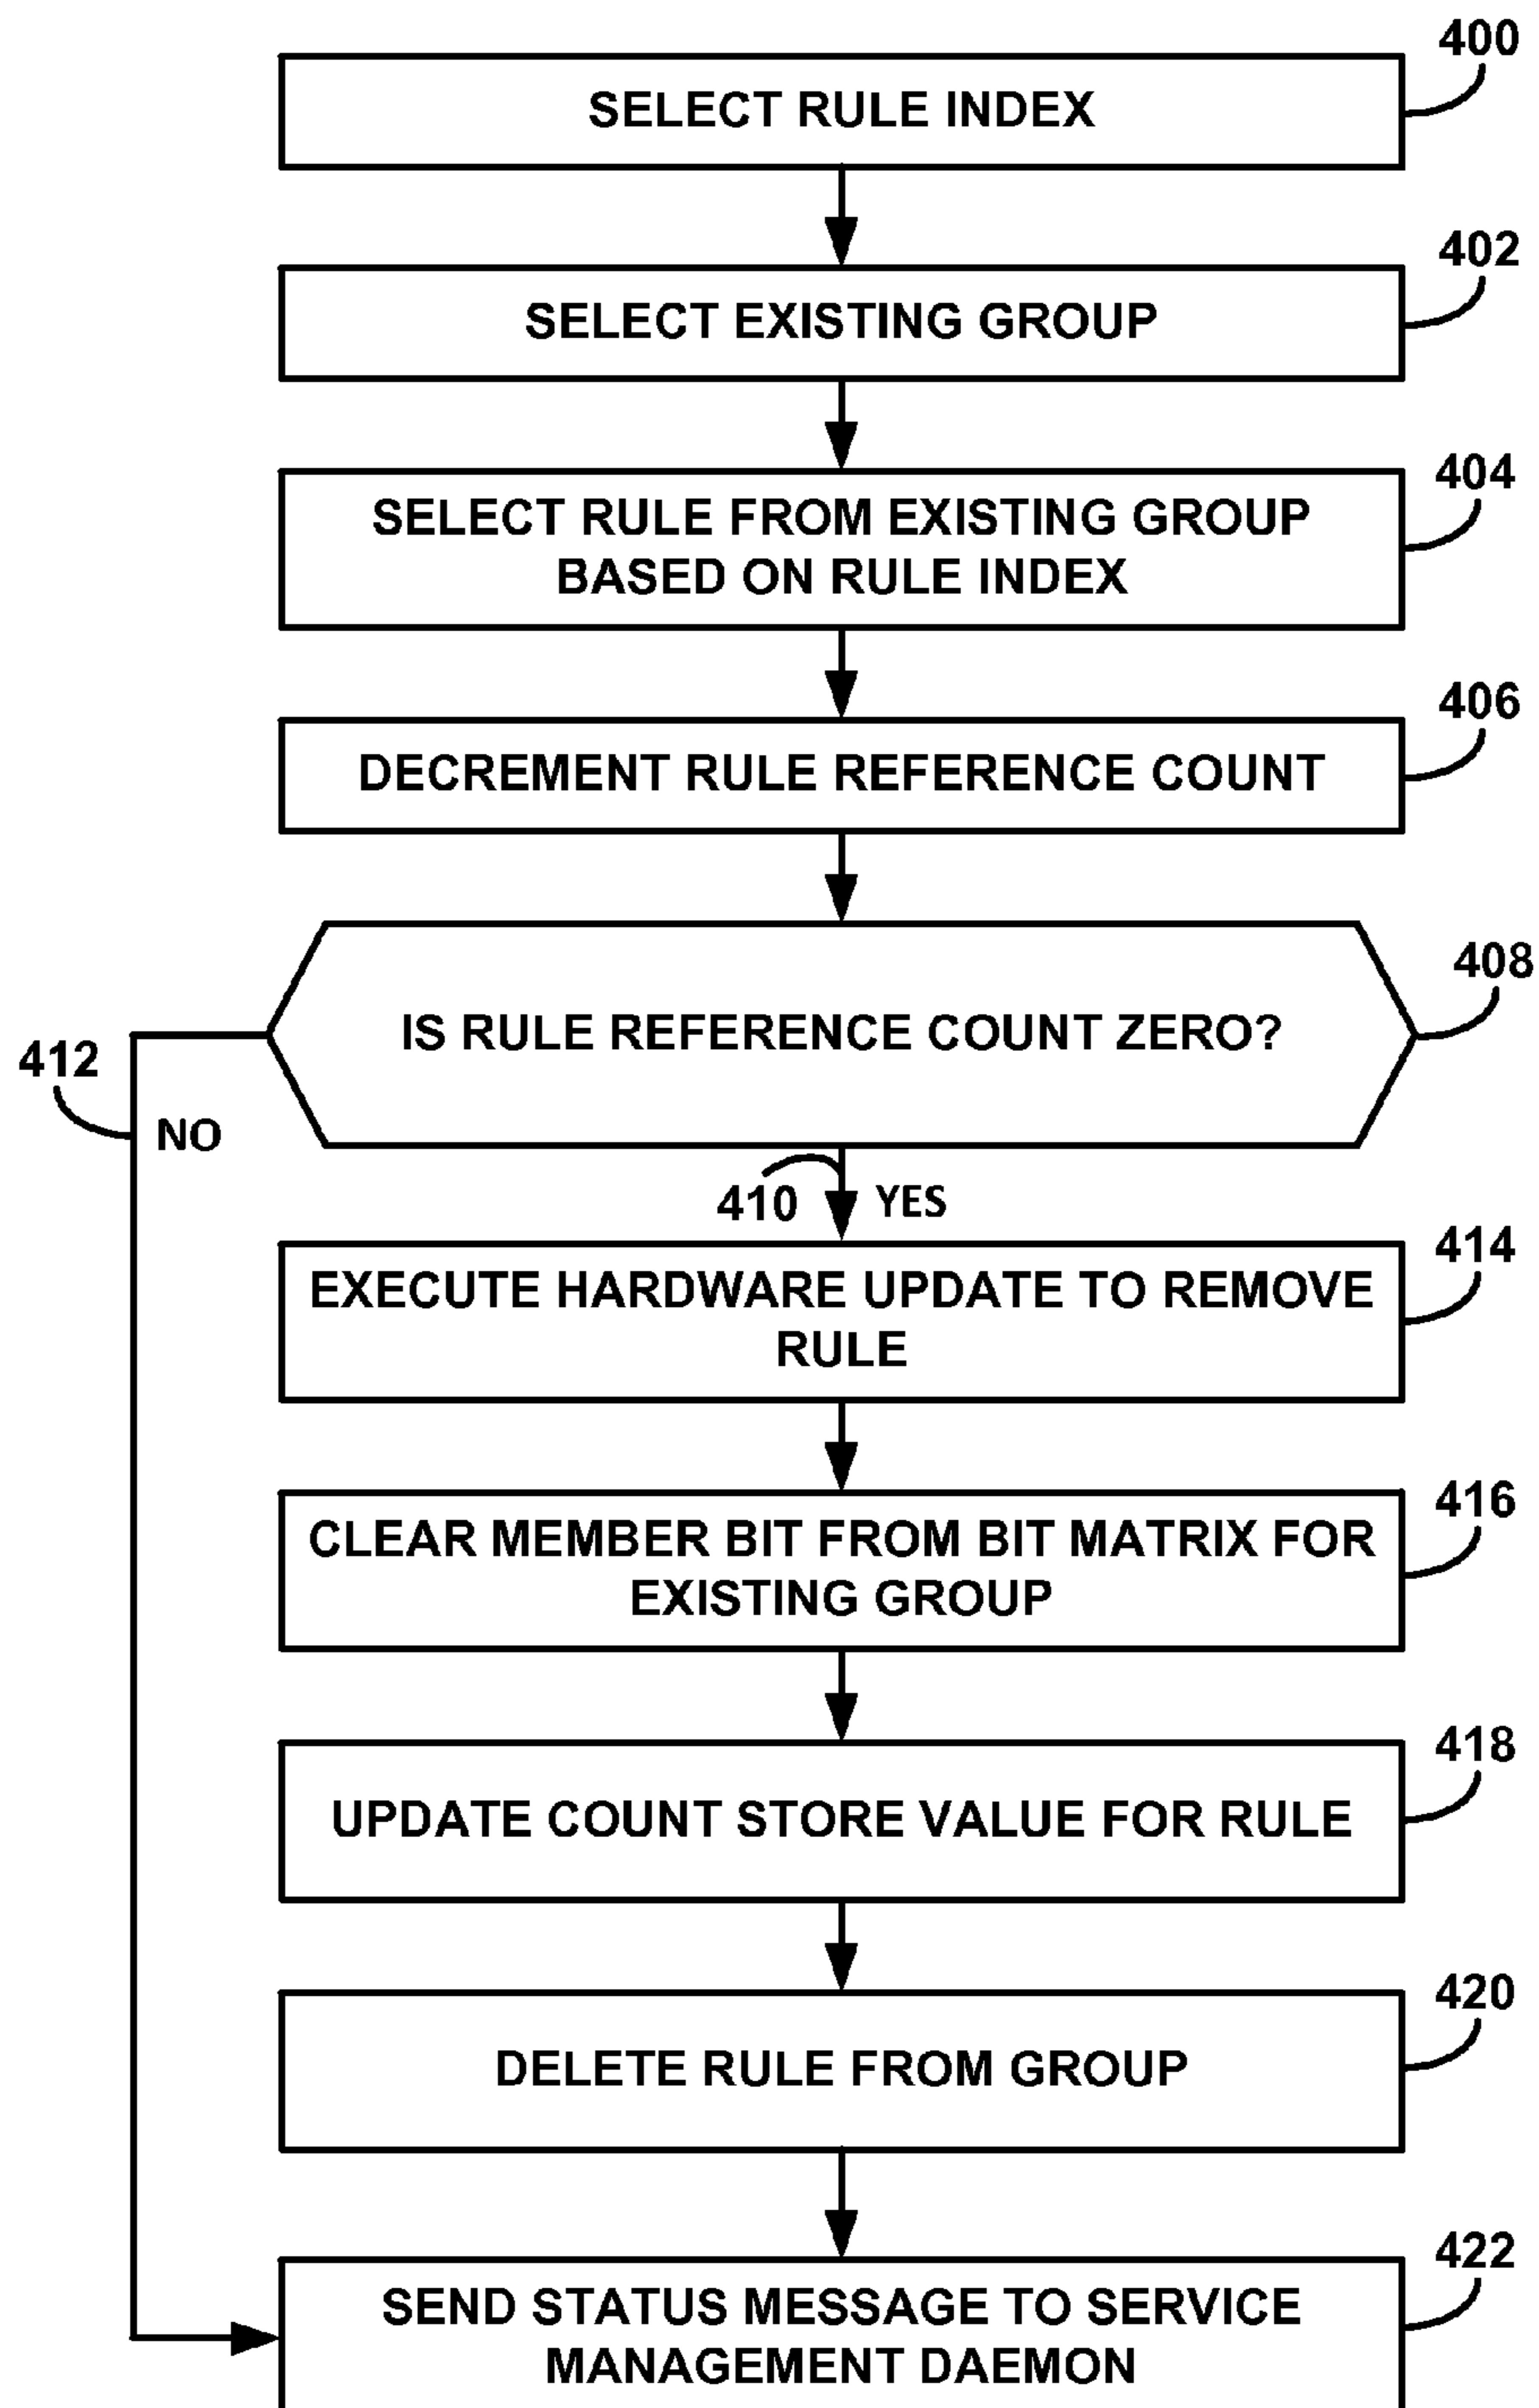 400
SELECT RULE INDEX
402
SELECT EXISTING GROUP
404
SELECT RULE FROM EXISTING GROUP
BASED ON RULE INDEX
406
DECREMENT RULE REFERENCE COUNT
408
IS RULE REFERENCE COUNT ZERO?
412
NO
410
YES
414
EXECUTE HARDWARE UPDATE TO REMOVE
RULE
416
CLEAR MEMBER BIT FROM BIT MATRIX FOR
EXISTING GROUP
418
UPDATE COUNT STORE VALUE FOR RULE
420
DELETE RULE FROM GROUP
422
SEND STATUS MESSAGE TO SERVICE
MANAGEMENT DAEMON